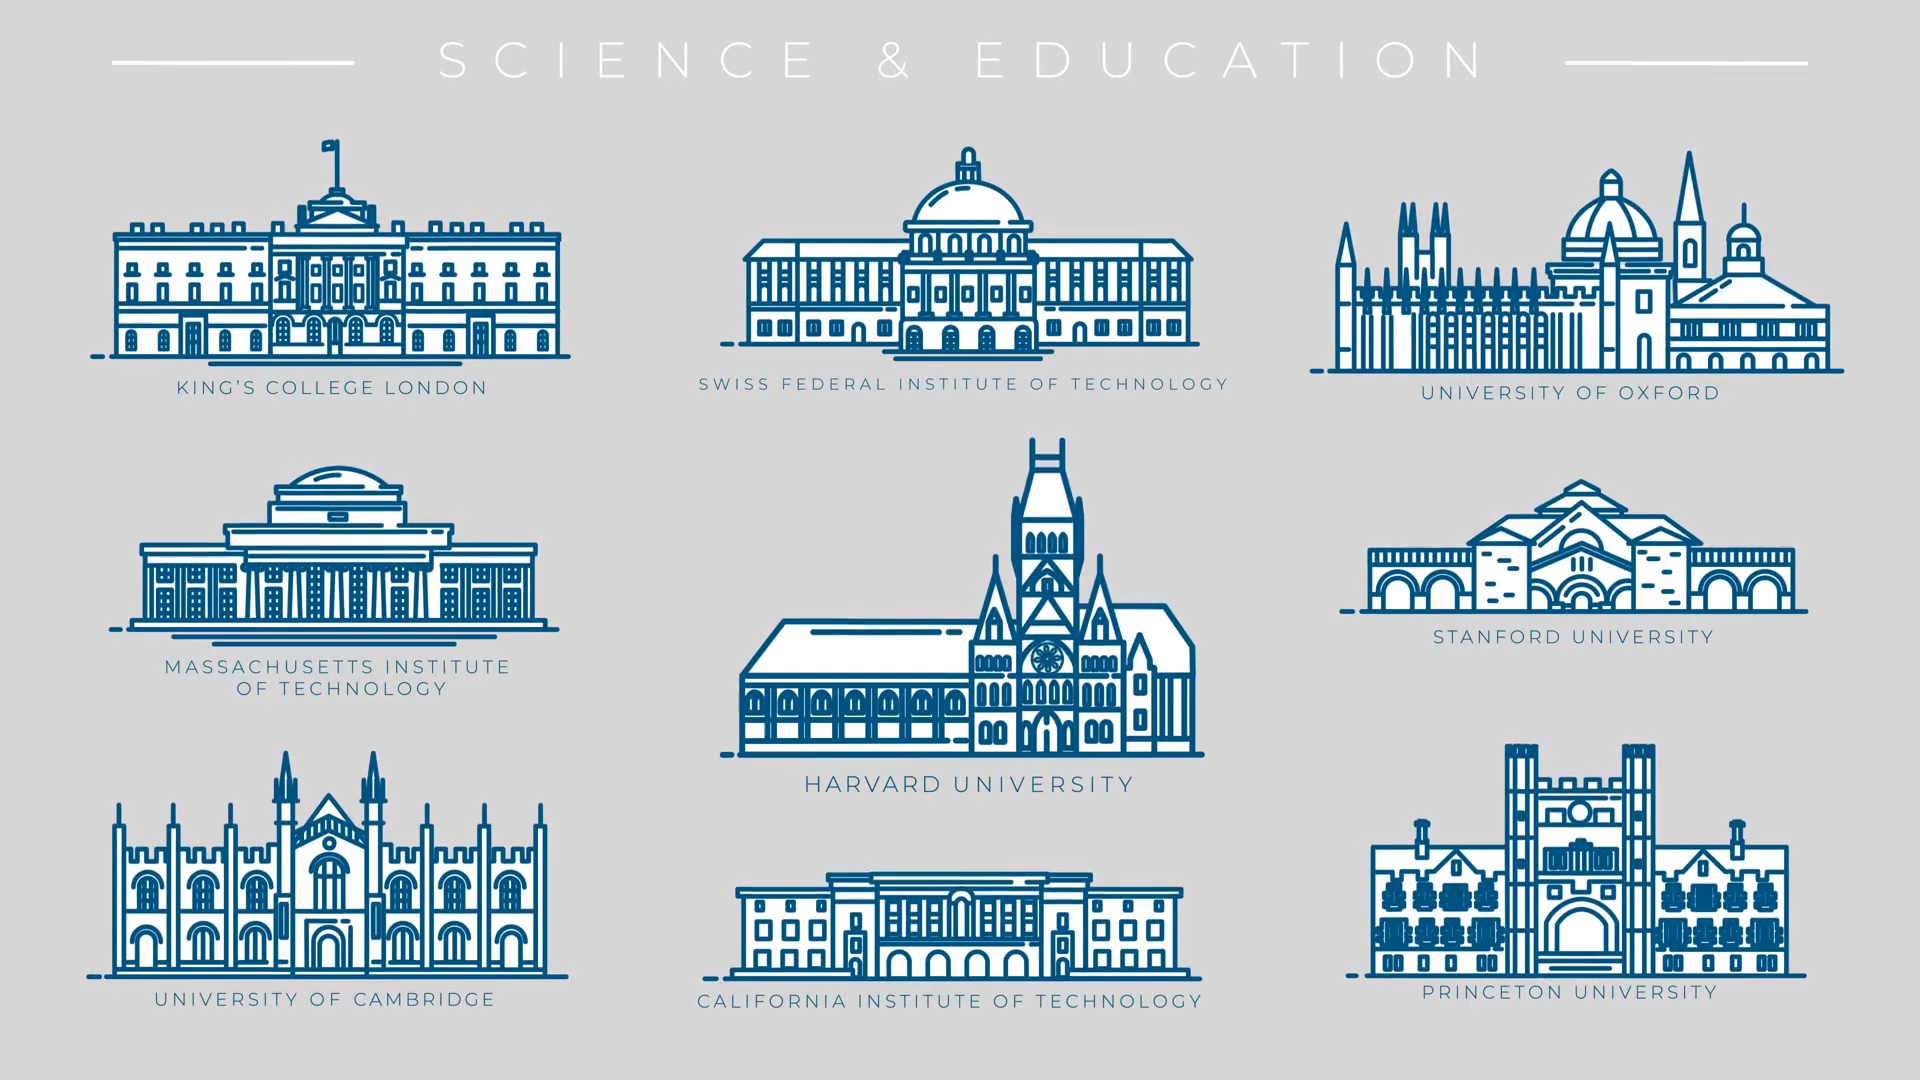 SCIENCE & EDUCATION
KING'S COLLEGE LONDON
SWISS FEDERAL INSTITUTE OF TECHNOLOGY
UNIVERSITY OF OXFORD
MASSACHUSETTS INSTITUTE
OF TECHNOLOGY
HARVARD UNIVERSITY
STANFORD UNIVERSITY
UNIVERSITY OF CAMBRIDGE
CALIFORNIA INSTITUTE OF TECHNOLOGY
PRINCETON UNIVERSITY